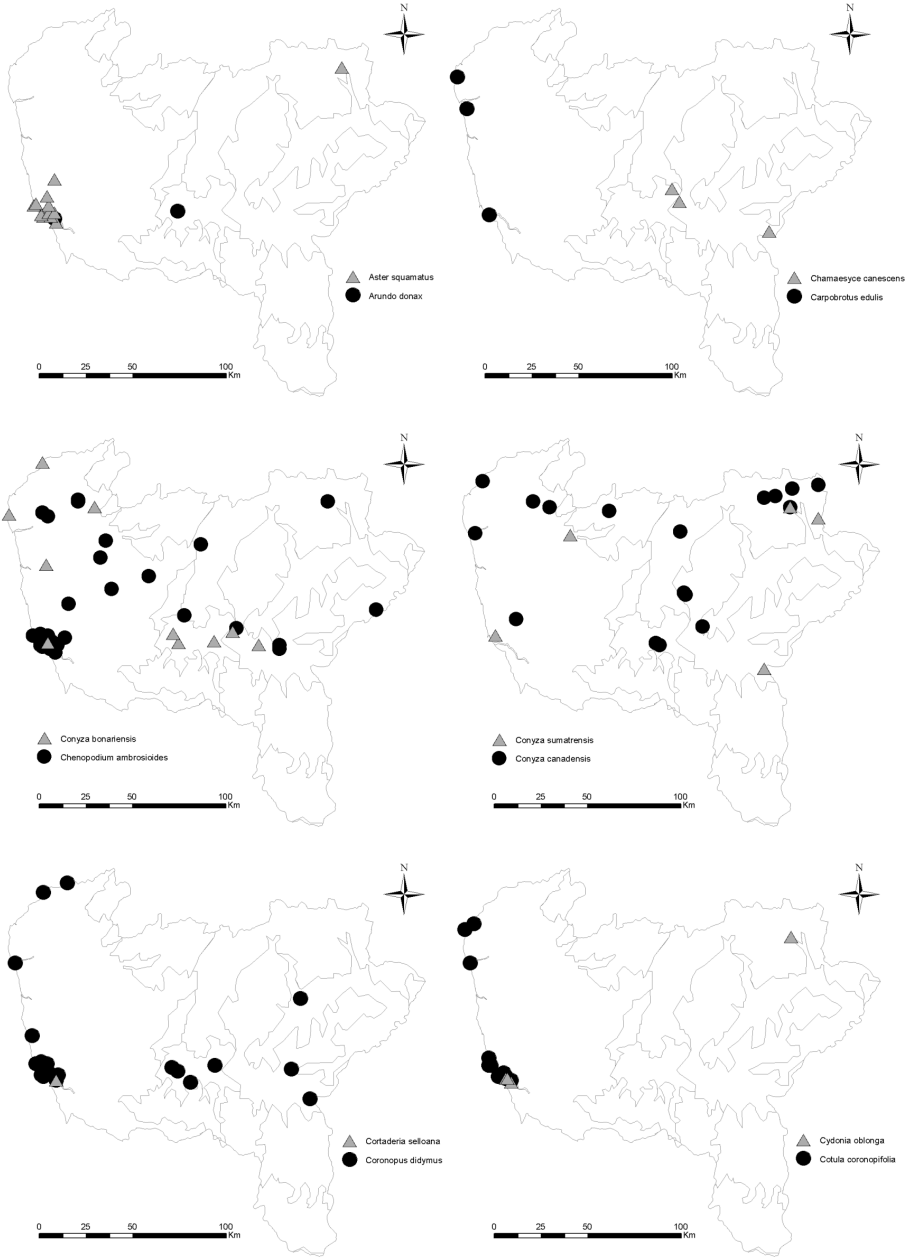 N
Aster squamatus
Arundo donax
0 25 50 100
Km
N
Chamaesyce canescens
Carpobrotus edulis
0 25 50 100
Km
N
Conyza bonariensis
Chenopodium ambrosioides
0 25 50 100
Km
N
Conyza sumatrensis
Conyza canadensis
0 25 50 100
Km
N
Cortaderia selloana
Coronopus didymus
0 25 50 100
Km
N
Cydonia oblonga
Cotula coronopifolia
0 25 50 100
Km